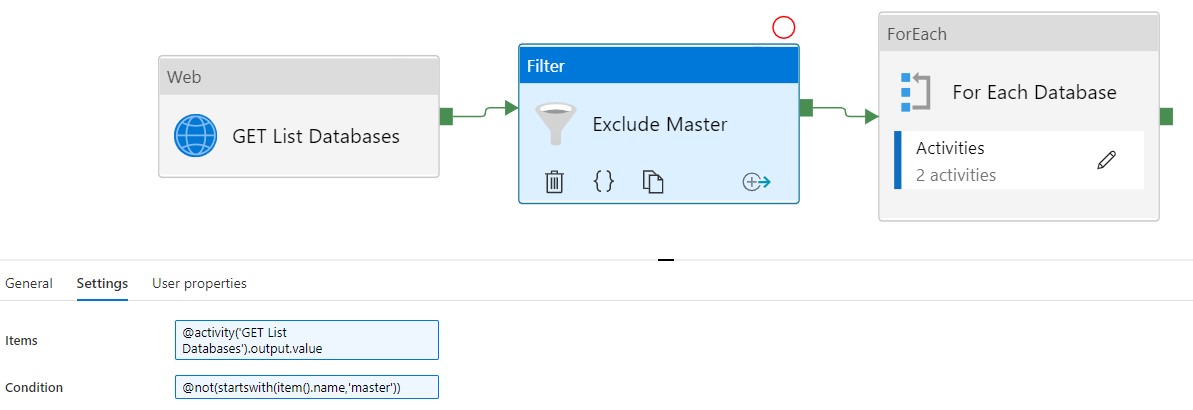 Web
GET List Databases
Filter
Exclude Master
{}
ForEach
For Each Database
Activities
2 activities
General
Settings
User properties
Items
@activity('GET List
Databases').output.value
Condition
@not(startswith(item().name,'master'))